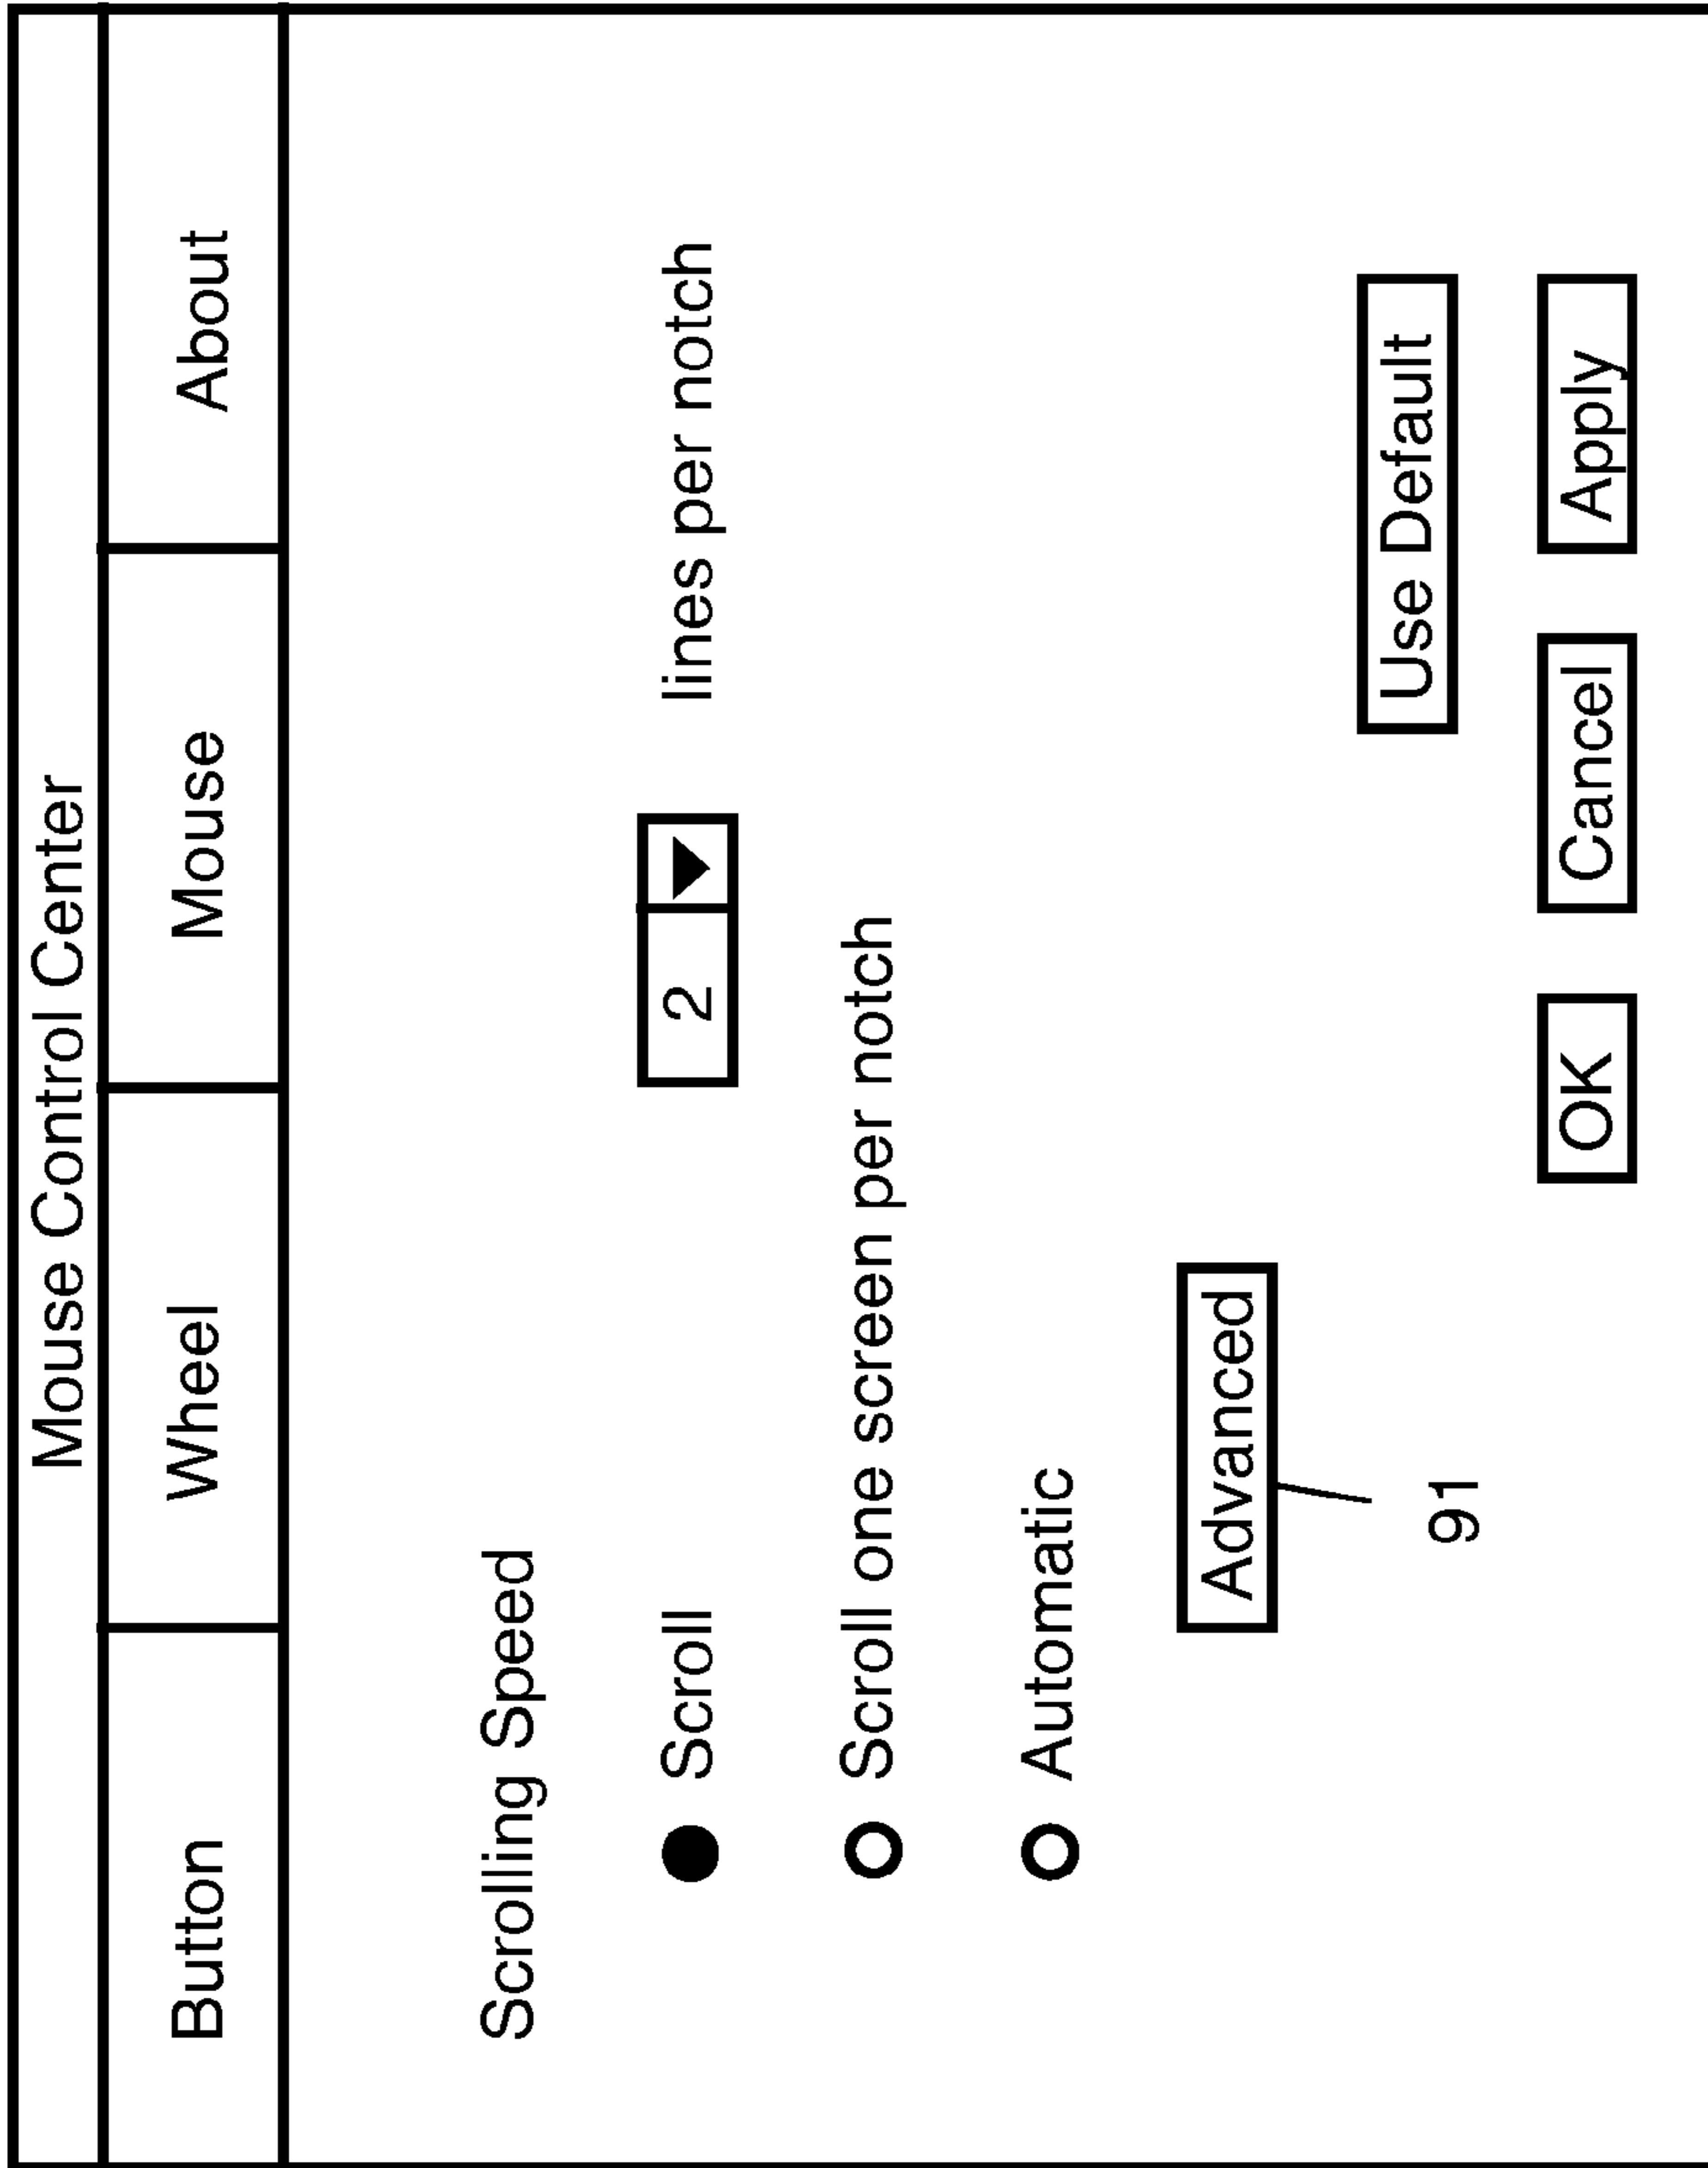 Mouse Control Center
Button Wheel Mouse About
Scrolling Speed
Scroll 2 lines per notch
Scroll one screen per notch
Automatic
Advanced
91
Use Default
OK Cancel Apply